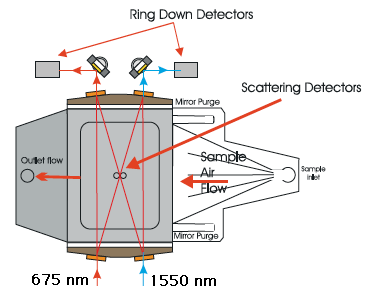 Ring Down Detectors
Scattering Detectors
Mirror Purge
Outlet flow
Sample
Air
Flow
Sample
Inlet
Mirror Purge
675 nm
1550 nm